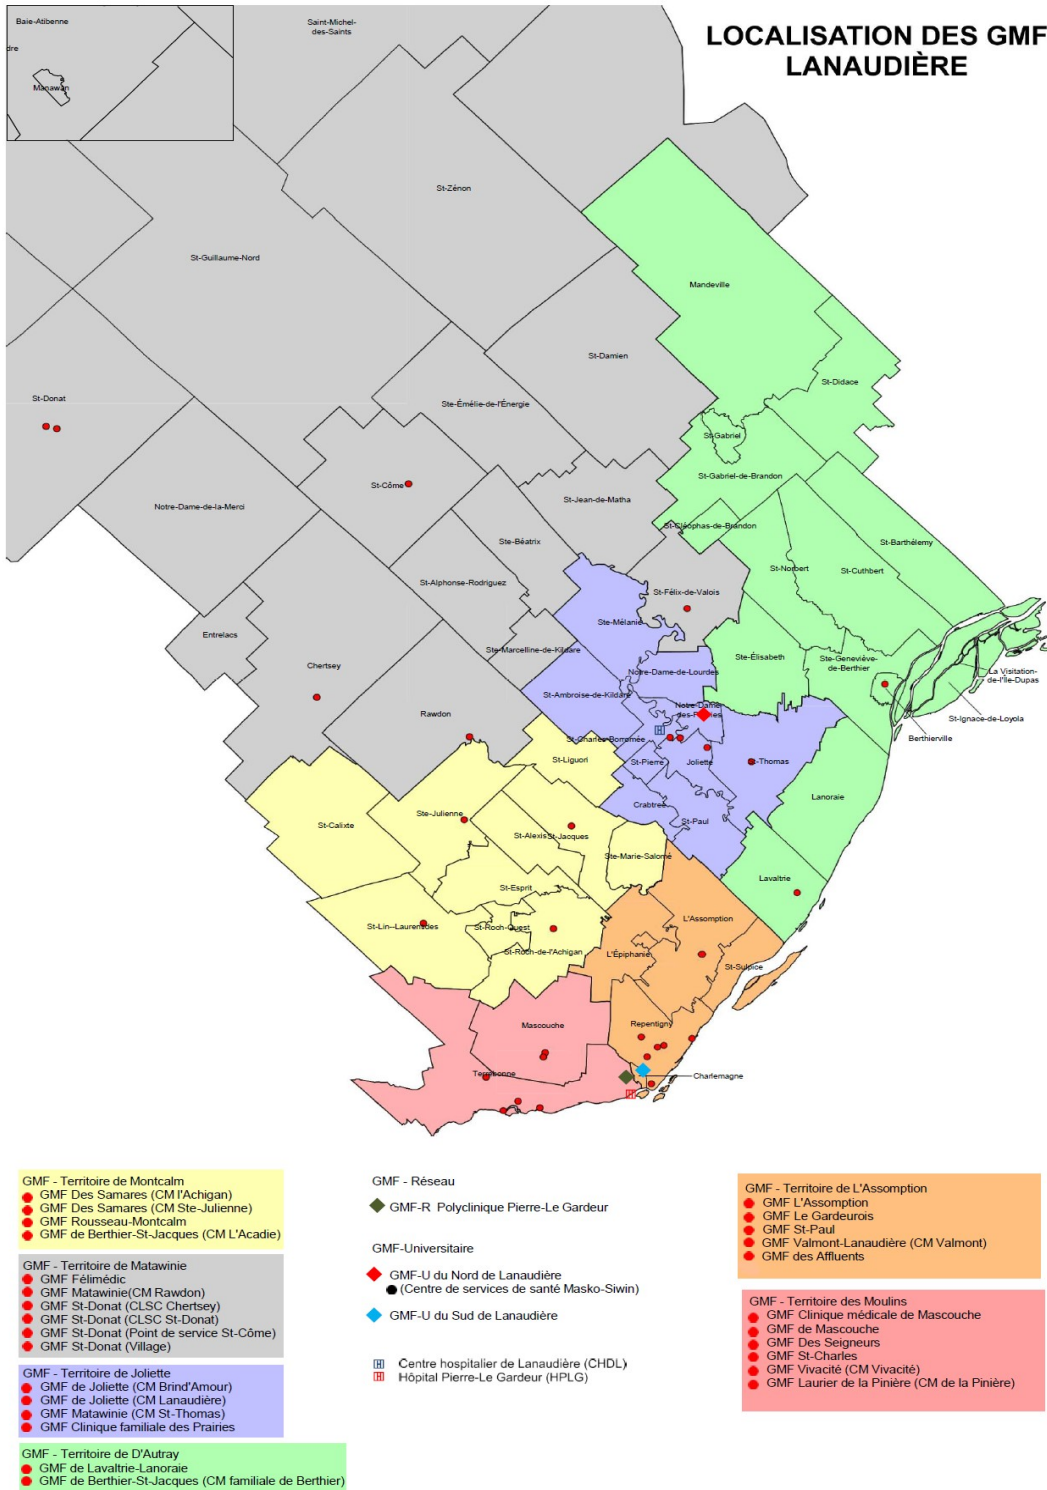 LOCALISATION DES GMF
LANAUDIÈRE
Baie-Atibenne
dre
Manawan
Saint-Michel-
des-Saints
St-Zénon
St-Guillaume-Nord
Mandeville
St-Damien
St-Didace
St-Donat
Ste-Émélie-de-l'Énergie
St-Gabriel
St-Gabriel-de-Brandon
St-Côme
Notre-Dame-de-la-Merci
St-Jean-de-Matha
St-Cléophas-de-Brandon
Ste-Béatrix
St-Barthélemy
St-Norbert
St-Cuthbert
St-Alphonse-Rodriguez
St-Félix-de-Valois
Ste-Mélanie
Entrelacs
Ste-Marcelline-de-Kildare
Ste-Élisabeth
Ste-Geneviève-
de-Berthier
Chertsey
Notre-Dame-de-Lourdes
La Visitation-
de-l'Île-Dupas
St-Ambroise-de-Kildare
Rawdon
Notre-Dame-
des-Prairies
St-Ignace-de-Loyola
Berthierville
St-Charles-Borromée
St-Liguori
St-Pierre
Joliette
St-Thomas
Lanoraie
Crabtree
St-Calixte
Ste-Julienne
St-Paul
St-Alexis
St-Jacques
Ste-Marie-Salomé
Lavaltrie
St-Esprit
St-Lin--Laurentides
St-Roch-Ouest
L'Assomption
St-Roch-de-l'Achigan
L'Épiphanie
St-Sulpice
Mascouche
Repentigny
Terrebonne
Charlemagne
GMF - Territoire de Montcalm
GMF Des Samares (CM l'Achigan)
GMF Des Samares (CM Ste-Julienne)
GMF Rousseau-Montcalm
GMF de Berthier-St-Jacques (CM L'Acadie)
GMF - Territoire de Matawinie
GMF Félimédic
GMF Matawinie(CM Rawdon)
GMF St-Donat (CLSC Chertsey)
GMF St-Donat (CLSC St-Donat)
GMF St-Donat (Point de service St-Côme)
GMF St-Donat (Village)
GMF - Territoire de Joliette
GMF de Joliette (CM Brind'Amour)
GMF de Joliette (CM Lanaudière)
GMF Matawinie (CM St-Thomas)
GMF Clinique familiale des Prairies
GMF - Territoire de D'Autray
GMF de Lavaltrie-Lanoraie
GMF de Berthier-St-Jacques (CM familiale de Berthier)
GMF - Réseau
GMF-R Polyclinique Pierre-Le Gardeur
GMF-Universitaire
GMF-U du Nord de Lanaudière
(Centre de services de santé Masko-Siwin)
GMF-U du Sud de Lanaudière
H Centre hospitalier de Lanaudière (CHDL)
H Hôpital Pierre-Le Gardeur (HPLG)
GMF - Territoire de L'Assomption
GMF L'Assomption
GMF Le Gardeurois
GMF St-Paul
GMF Valmont-Lanaudière (CM Valmont)
GMF des Affluents
GMF - Territoire des Moulins
GMF Clinique médicale de Mascouche
GMF de Mascouche
GMF Des Seigneurs
GMF St-Charles
GMF Vivacité (CM Vivacité)
GMF Laurier de la Pinière (CM de la Pinière)